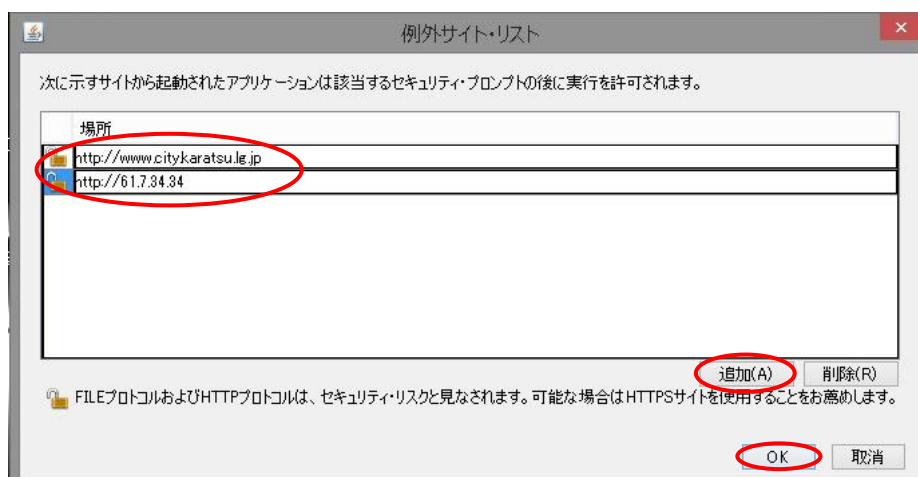 例外サイト・リスト
次に示すサイトから起動されたアプリケーションは該当するセキュリティ・プロンプトの後に実行を許可されます。
場所
http://www.city.karatsu.lg.jp
http://61.7.34.34
追加(A) 削除(R)
FILEプロトコルおよびHTTPプロトコルは、セキュリティ・リスクと見なされます。可能な場合はHTTPSサイトを使用することをお薦めします。
OK 取消